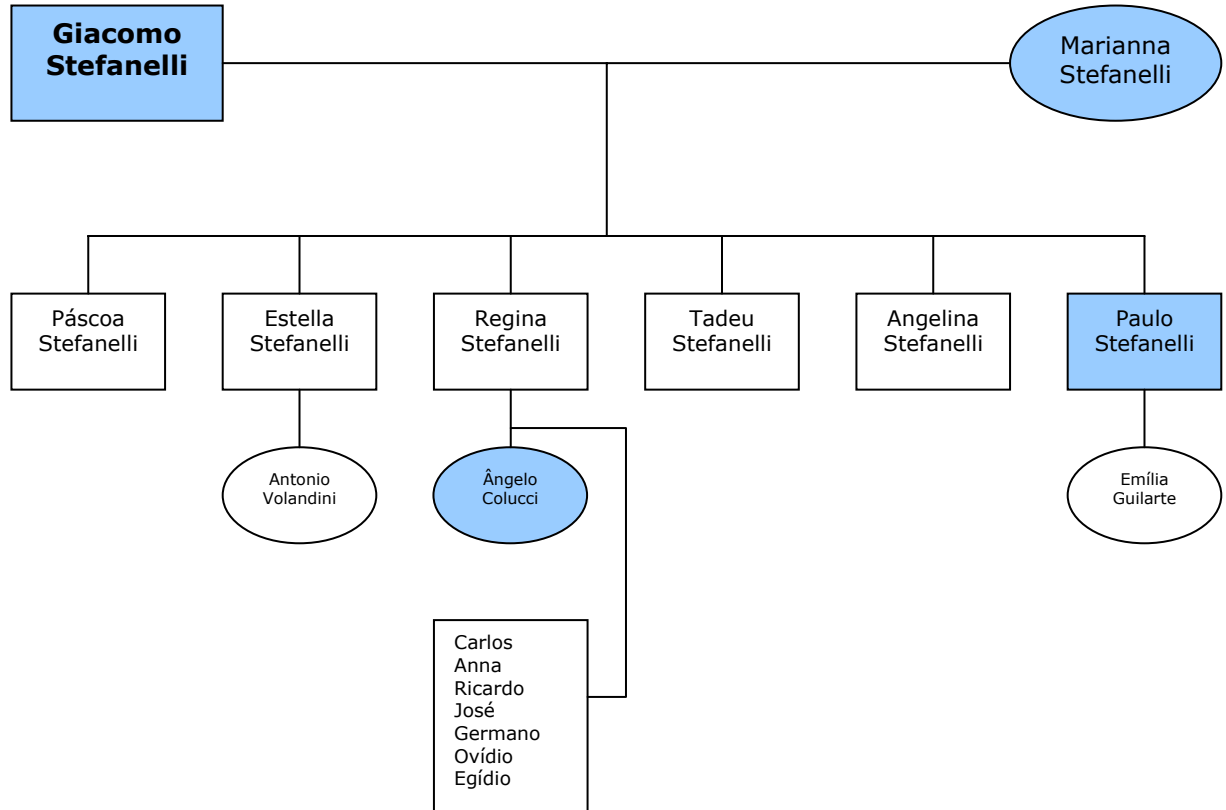 Giacomo
Stefanelli
Marianna
Stefanelli
Páscoa
Stefanelli
Estella
Stefanelli
Regina
Stefanelli
Tadeu
Stefanelli
Angelina
Stefanelli
Paulo
Stefanelli
Antonio
Volandini
Ângelo
Colucci
Emília
Guilarte
Carlos
Anna
Ricardo
José
Germano
Ovídio
Egídio